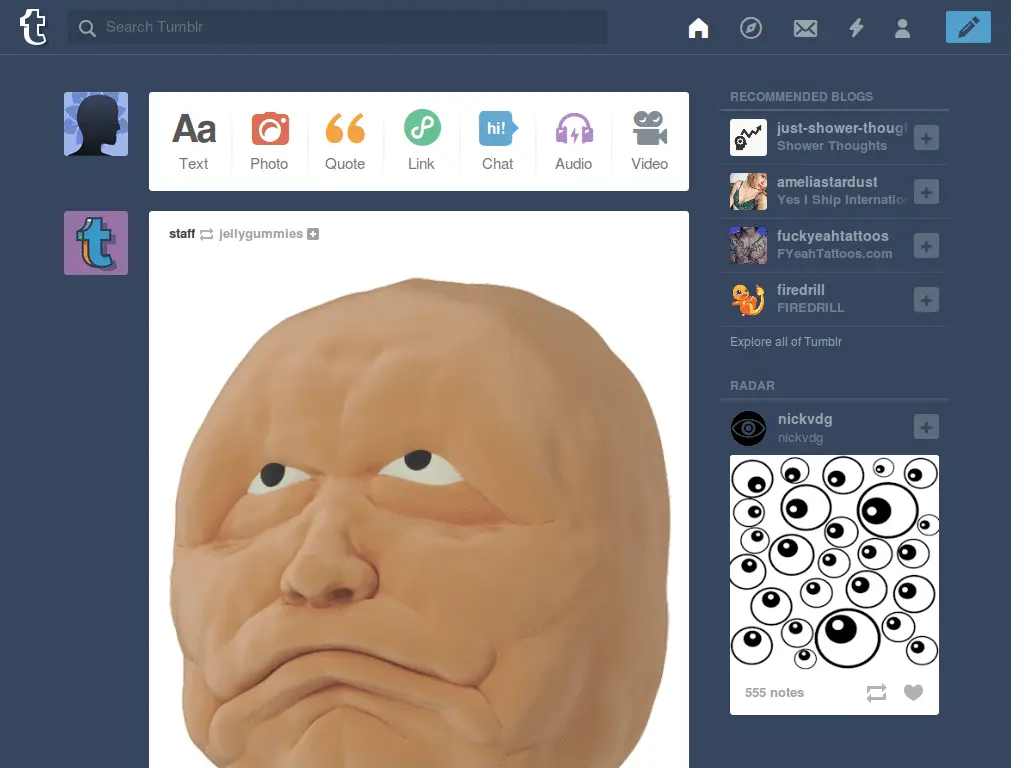 Search Tumblr
Aa
hi!
Text
Photo
Quote
Link
Chat
Audio
Video
staff jellygummies
RECOMMENDED BLOGS
just-shower-thoug
Shower Thoughts
ameliastardust
Yes I Ship Internatio
fuckyeahtattoos
FYeahTattoos.com
firedrill
FIREDRILL
Explore all of Tumblr
RADAR
nickvdg
nickvdg
555 notes